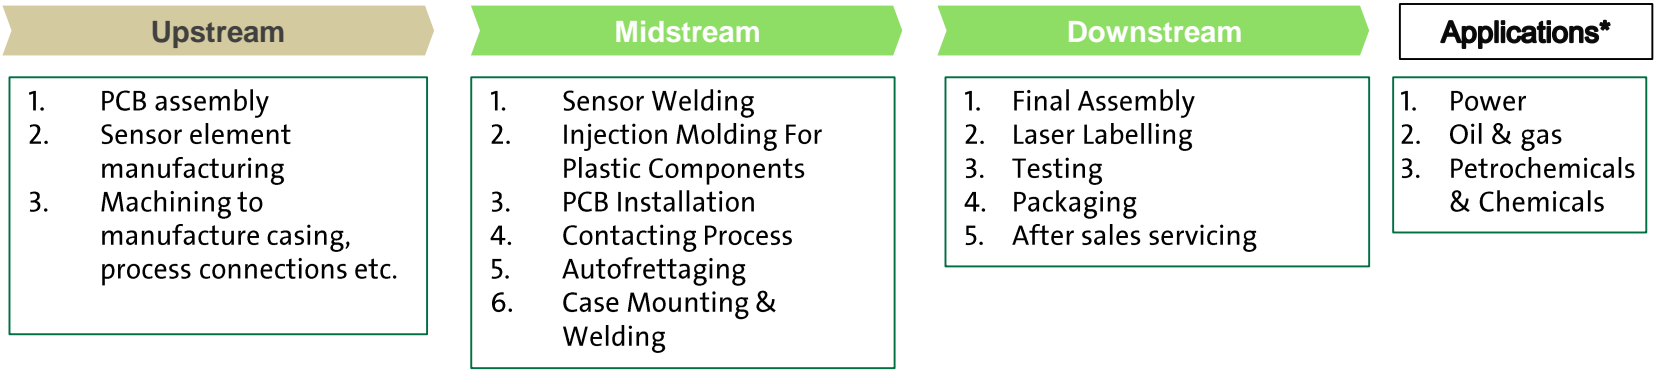 Upstream
1. PCB assembly
2. Sensor element
manufacturing
3. Machining to
manufacture casing,
process connections etc.
Midstream
1. Sensor Welding
2. Injection Molding For
Plastic Components
3. PCB Installation
4. Contacting Process
5. Autofrettaging
6. Case Mounting &
Welding
Downstream
1. Final Assembly
2. Laser Labelling
3. Testing
4. Packaging
5. After sales servicing
Applications*
1. Power
2. Oil & gas
3. Petrochemicals
& Chemicals